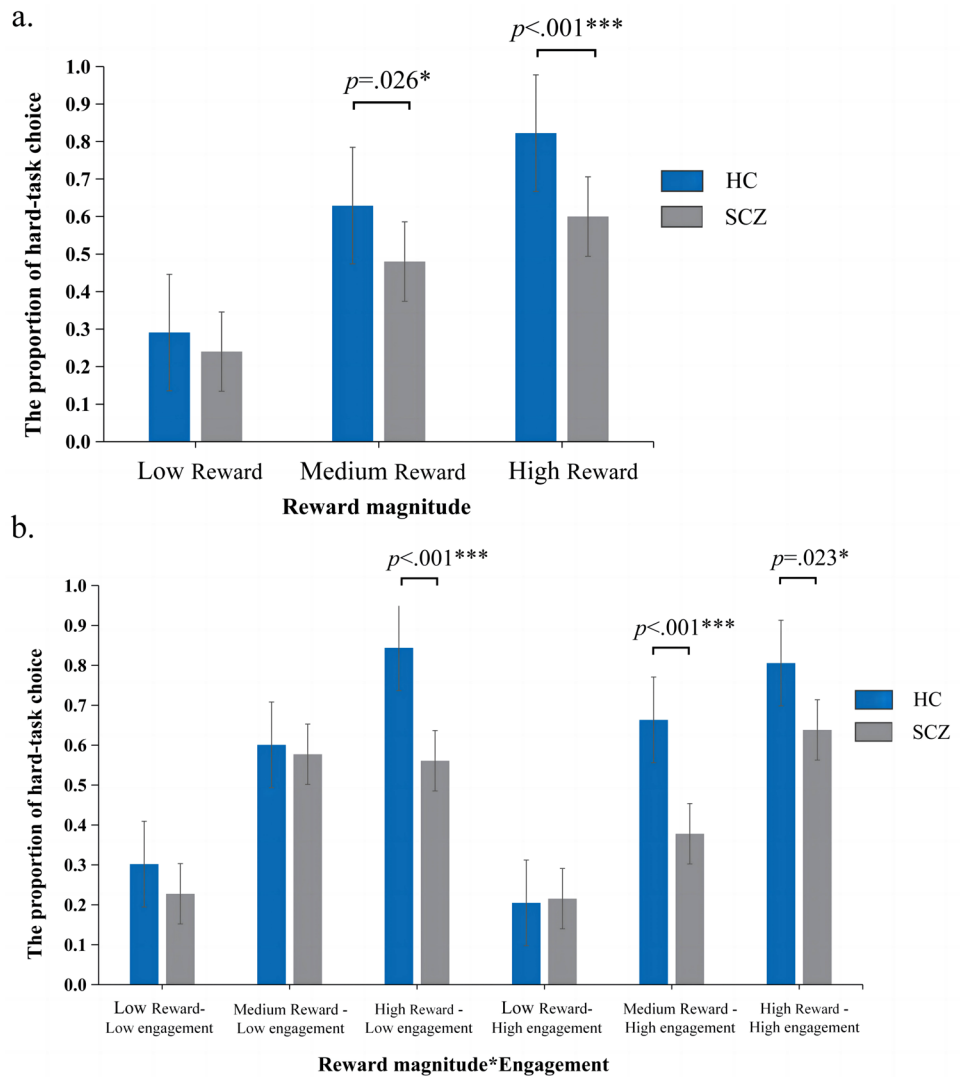 a.
p<.001***
p=.026*
The proportion of hard-task choice
1.0
0.9
0.8
0.7
0.6
0.5
0.4
0.3
0.2
0.1
0.0
HC
SCZ
Low Reward
Medium Reward
High Reward
Reward magnitude
b.
p<.001***
p=.023*
p<.001***
The proportion of hard-task choice
1.0
0.9
0.8
0.7
0.6
0.5
0.4
0.3
0.2
0.1
0.0
HC
SCZ
Low Reward-
Low engagement
Medium Reward -
Low engagement
High Reward -
Low engagement
Low Reward-
High engagement
Medium Reward -
High engagement
High Reward -
High engagement
Reward magnitude*Engagement